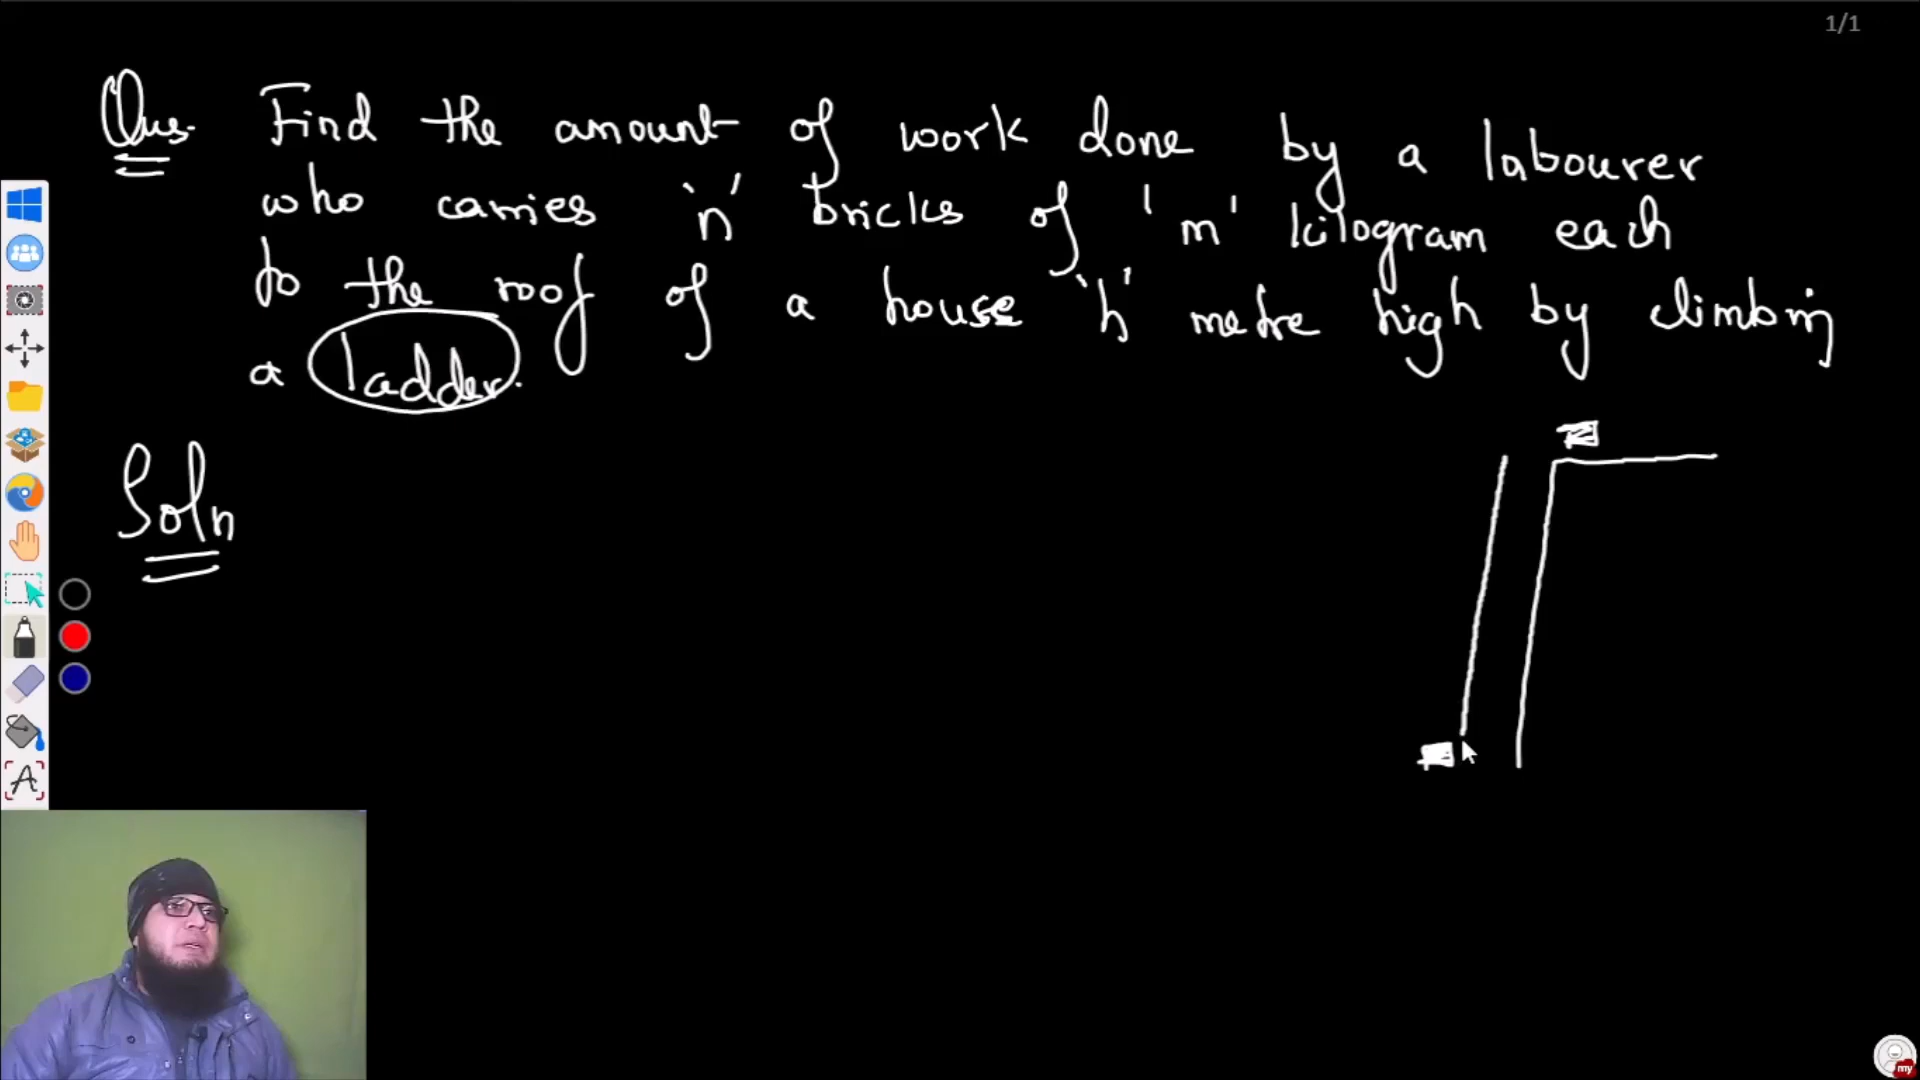 1/1
Ques. Find the amount of work done by a labourer
who carries 'n' bricks of 'm' kilogram each
to the roof of a house 'h' metre high by climbing
a ladder.
Soln
A
my